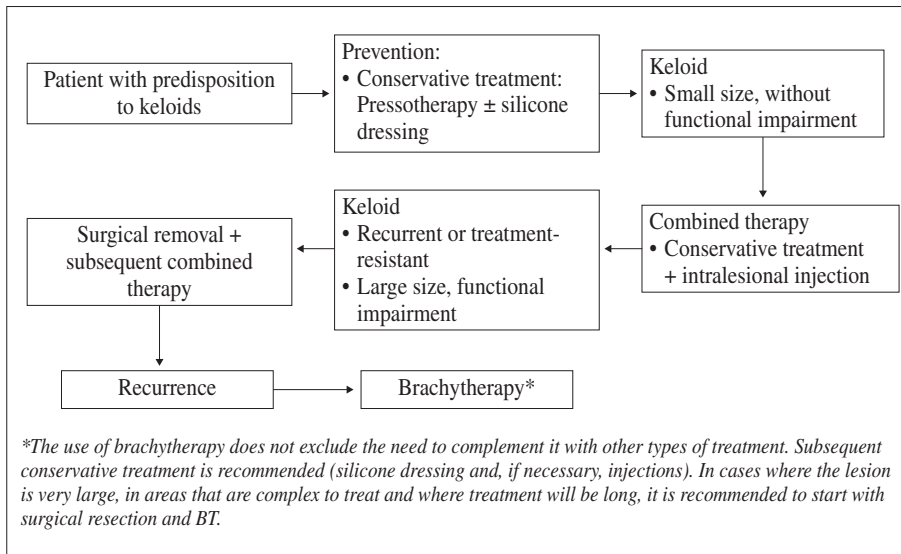 Patient with predisposition
to keloids
Prevention:
• Conservative treatment:
Pressotherapy ± silicone
dressing
Keloid
• Small size, without
functional impairment
Combined therapy
• Conservative treatment
+ intralesional injection
Keloid
• Recurrent or treatment-
resistant
• Large size, functional
impairment
Surgical removal +
subsequent combined
therapy
Recurrence
Brachytherapy*
*The use of brachytherapy does not exclude the need to complement it with other types of treatment. Subsequent
conservative treatment is recommended (silicone dressing and, if necessary, injections). In cases where the lesion
is very large, in areas that are complex to treat and where treatment will be long, it is recommended to start with
surgical resection and BT.